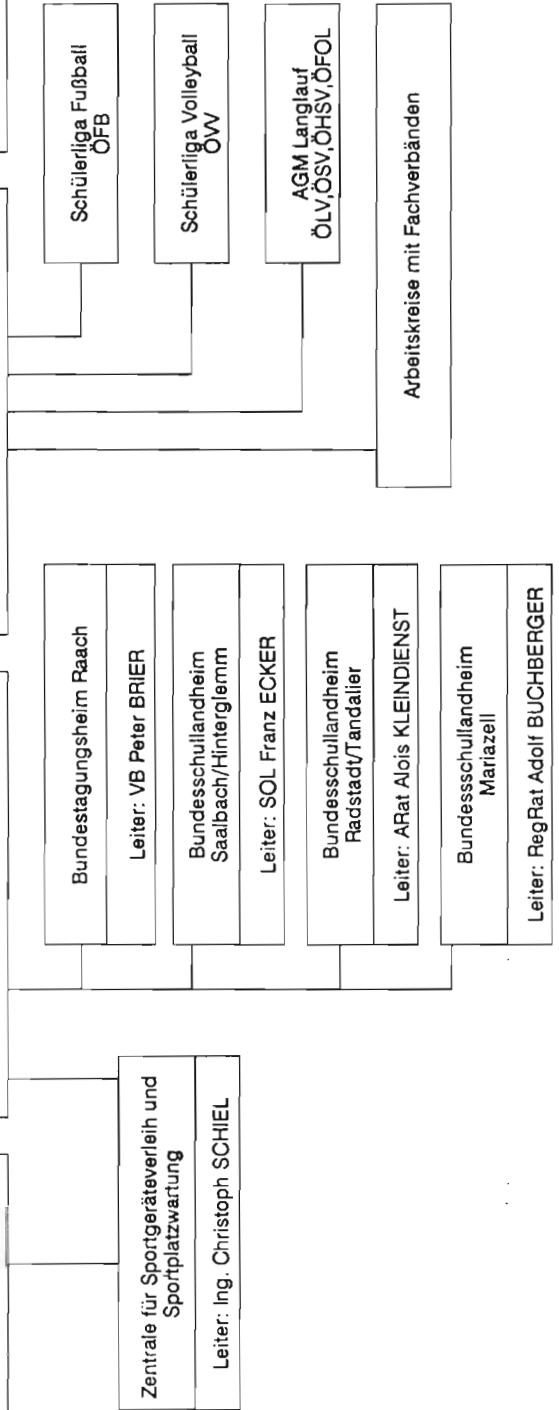 Zentrale für Sportgeräteverleih und
Sportplatzwartung
Leiter: Ing. Christoph SCHIEL
Bundestagungsheim Raach
Leiter: VB Peter BRIER
Bundesschullandheim
Saalbach/Hinterglemm
Leiter: SOL Franz ECKER
Bundesschullandheim
Radstadt/Tandalier
Leiter: ARat Alois KLEINDIENST
Bundessschullandheim
Mariazell
Leiter: RegRat Adolf BUCHBERGER
Schülerliga Fußball
ÖFB
Schülerliga Volleyball
ÖVV
AGM Langlauf
ÖLV,ÖSV,ÖHSV,ÖFOL
Arbeitskreise mit Fachverbänden